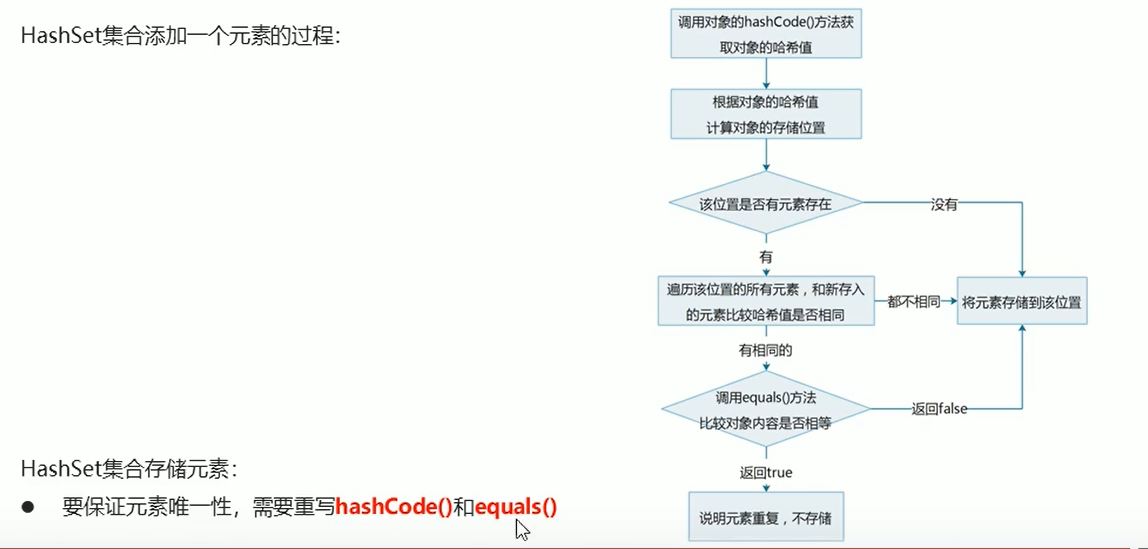 HashSet集合添加一个元素的过程：
调用对象的hashCode()方法获
取对象的哈希值
根据对象的哈希值
计算对象的存储位置
该位置是否有元素存在
没有
有
遍历该位置的所有元素，和新存入
的元素比较哈希值是否相同
都不相同
将元素存储到该位置
有相同的
调用equals()方法
比较对象内容是否相等
返回false
返回true
说明元素重复，不存储
HashSet集合存储元素：
● 要保证元素唯一性，需要重写hashCode()和equals()